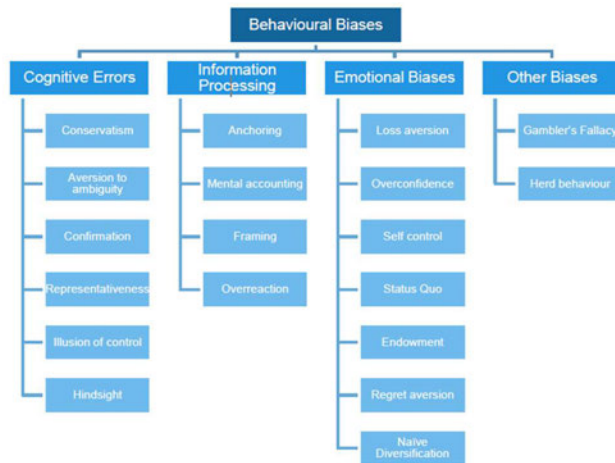 Behavioural Biases
Cognitive Errors
Conservatism
Aversion to
ambiguity
Confirmation
Representativeness
Illusion of control
Hindsight
Information
Processing
Anchoring
Mental accounting
Framing
Overreaction
Emotional Biases
Loss aversion
Overconfidence
Self control
Status Quo
Endowment
Regret aversion
Naïve
Diversification
Other Biases
Gambler's Fallacy
Herd behaviour